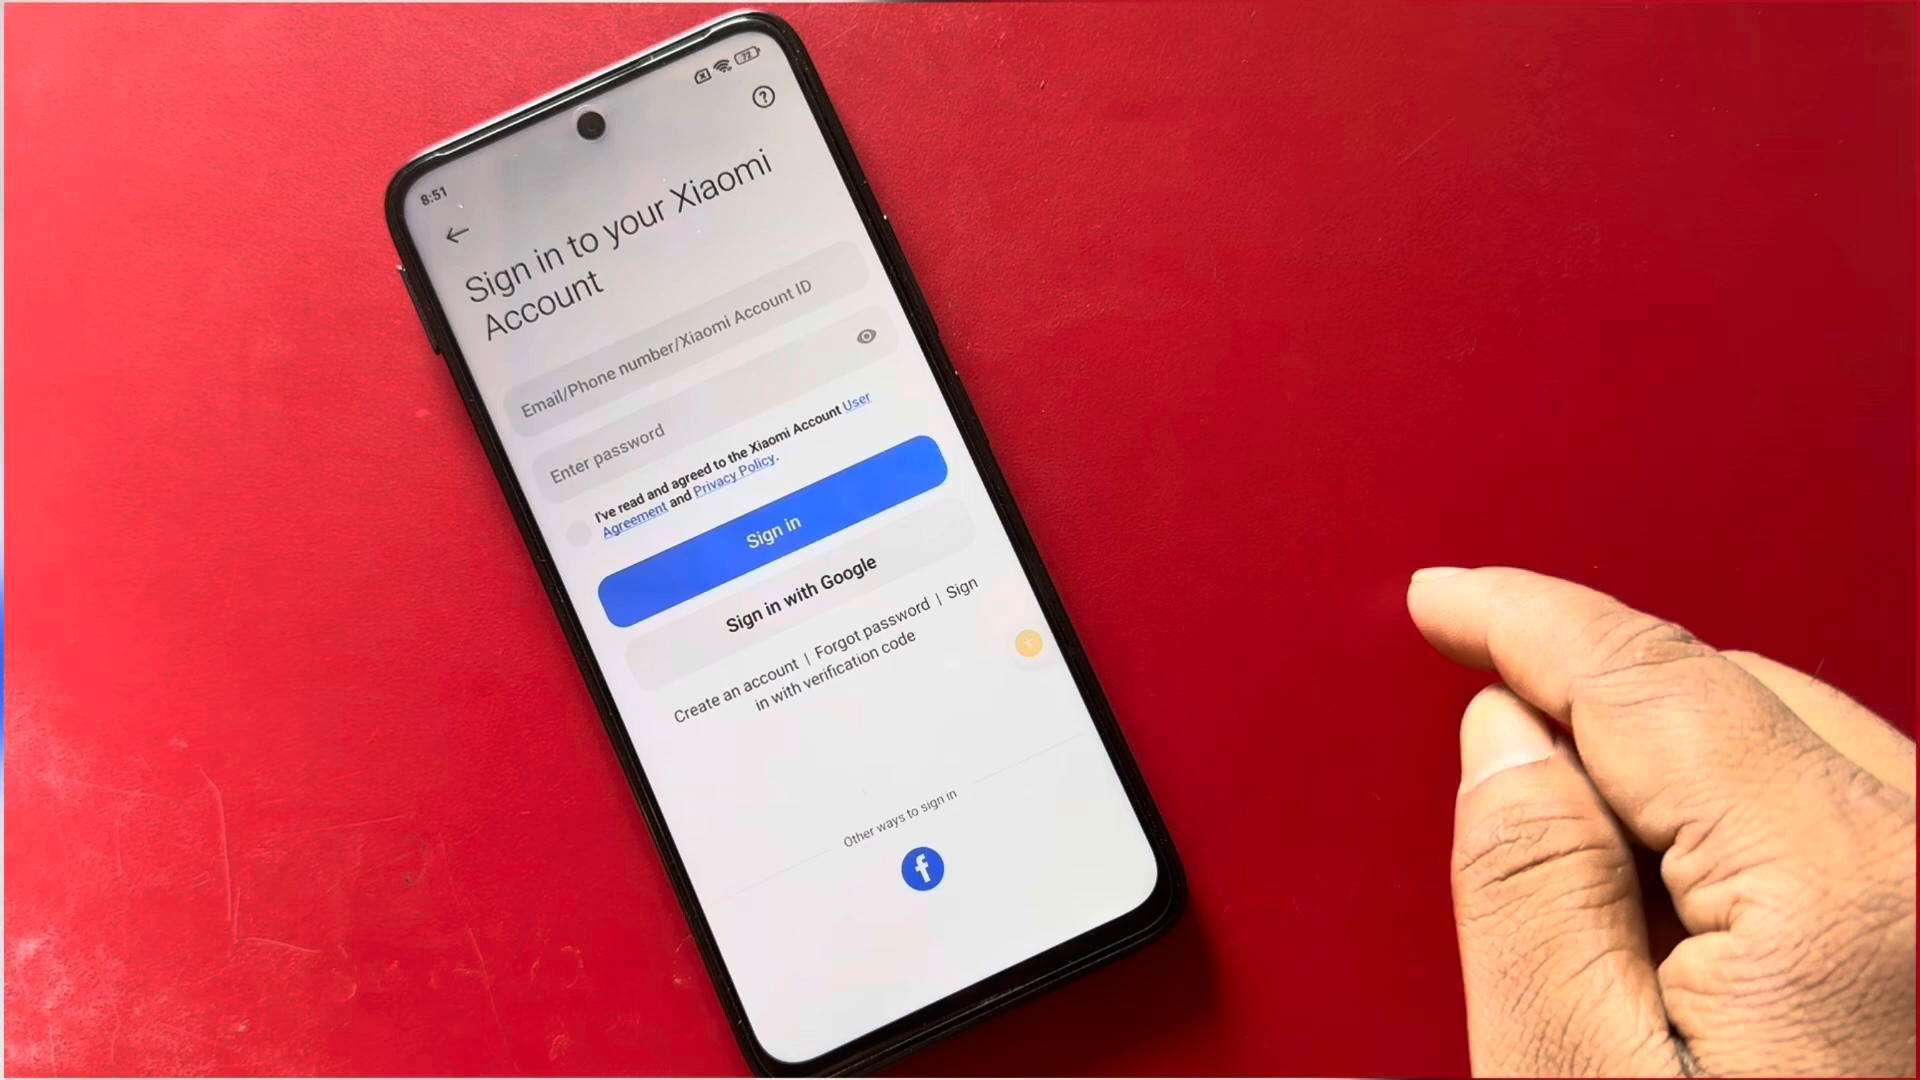 8:51
72
?
Sign in to your Xiaomi
Account
Email/Phone number/Xiaomi Account ID
Enter password
I've read and agreed to the Xiaomi Account User
Agreement and Privacy Policy.
Sign in
Sign in with Google
Create an account | Forgot password | Sign
in with verification code
Other ways to sign in
f